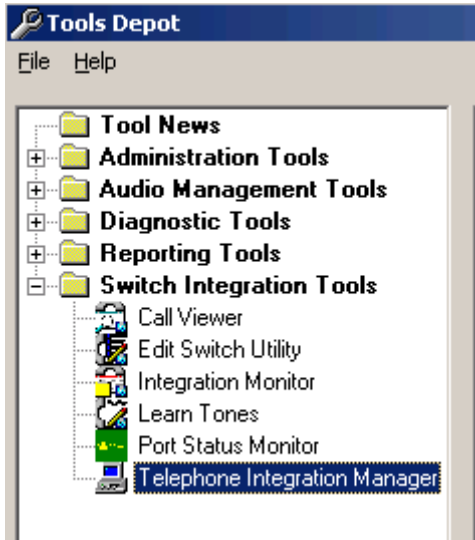 Tools Depot
File Help
Tool News
Administration Tools
Audio Management Tools
Diagnostic Tools
Reporting Tools
Switch Integration Tools
Call Viewer
Edit Switch Utility
Integration Monitor
Learn Tones
Port Status Monitor
Telephone Integration Manager